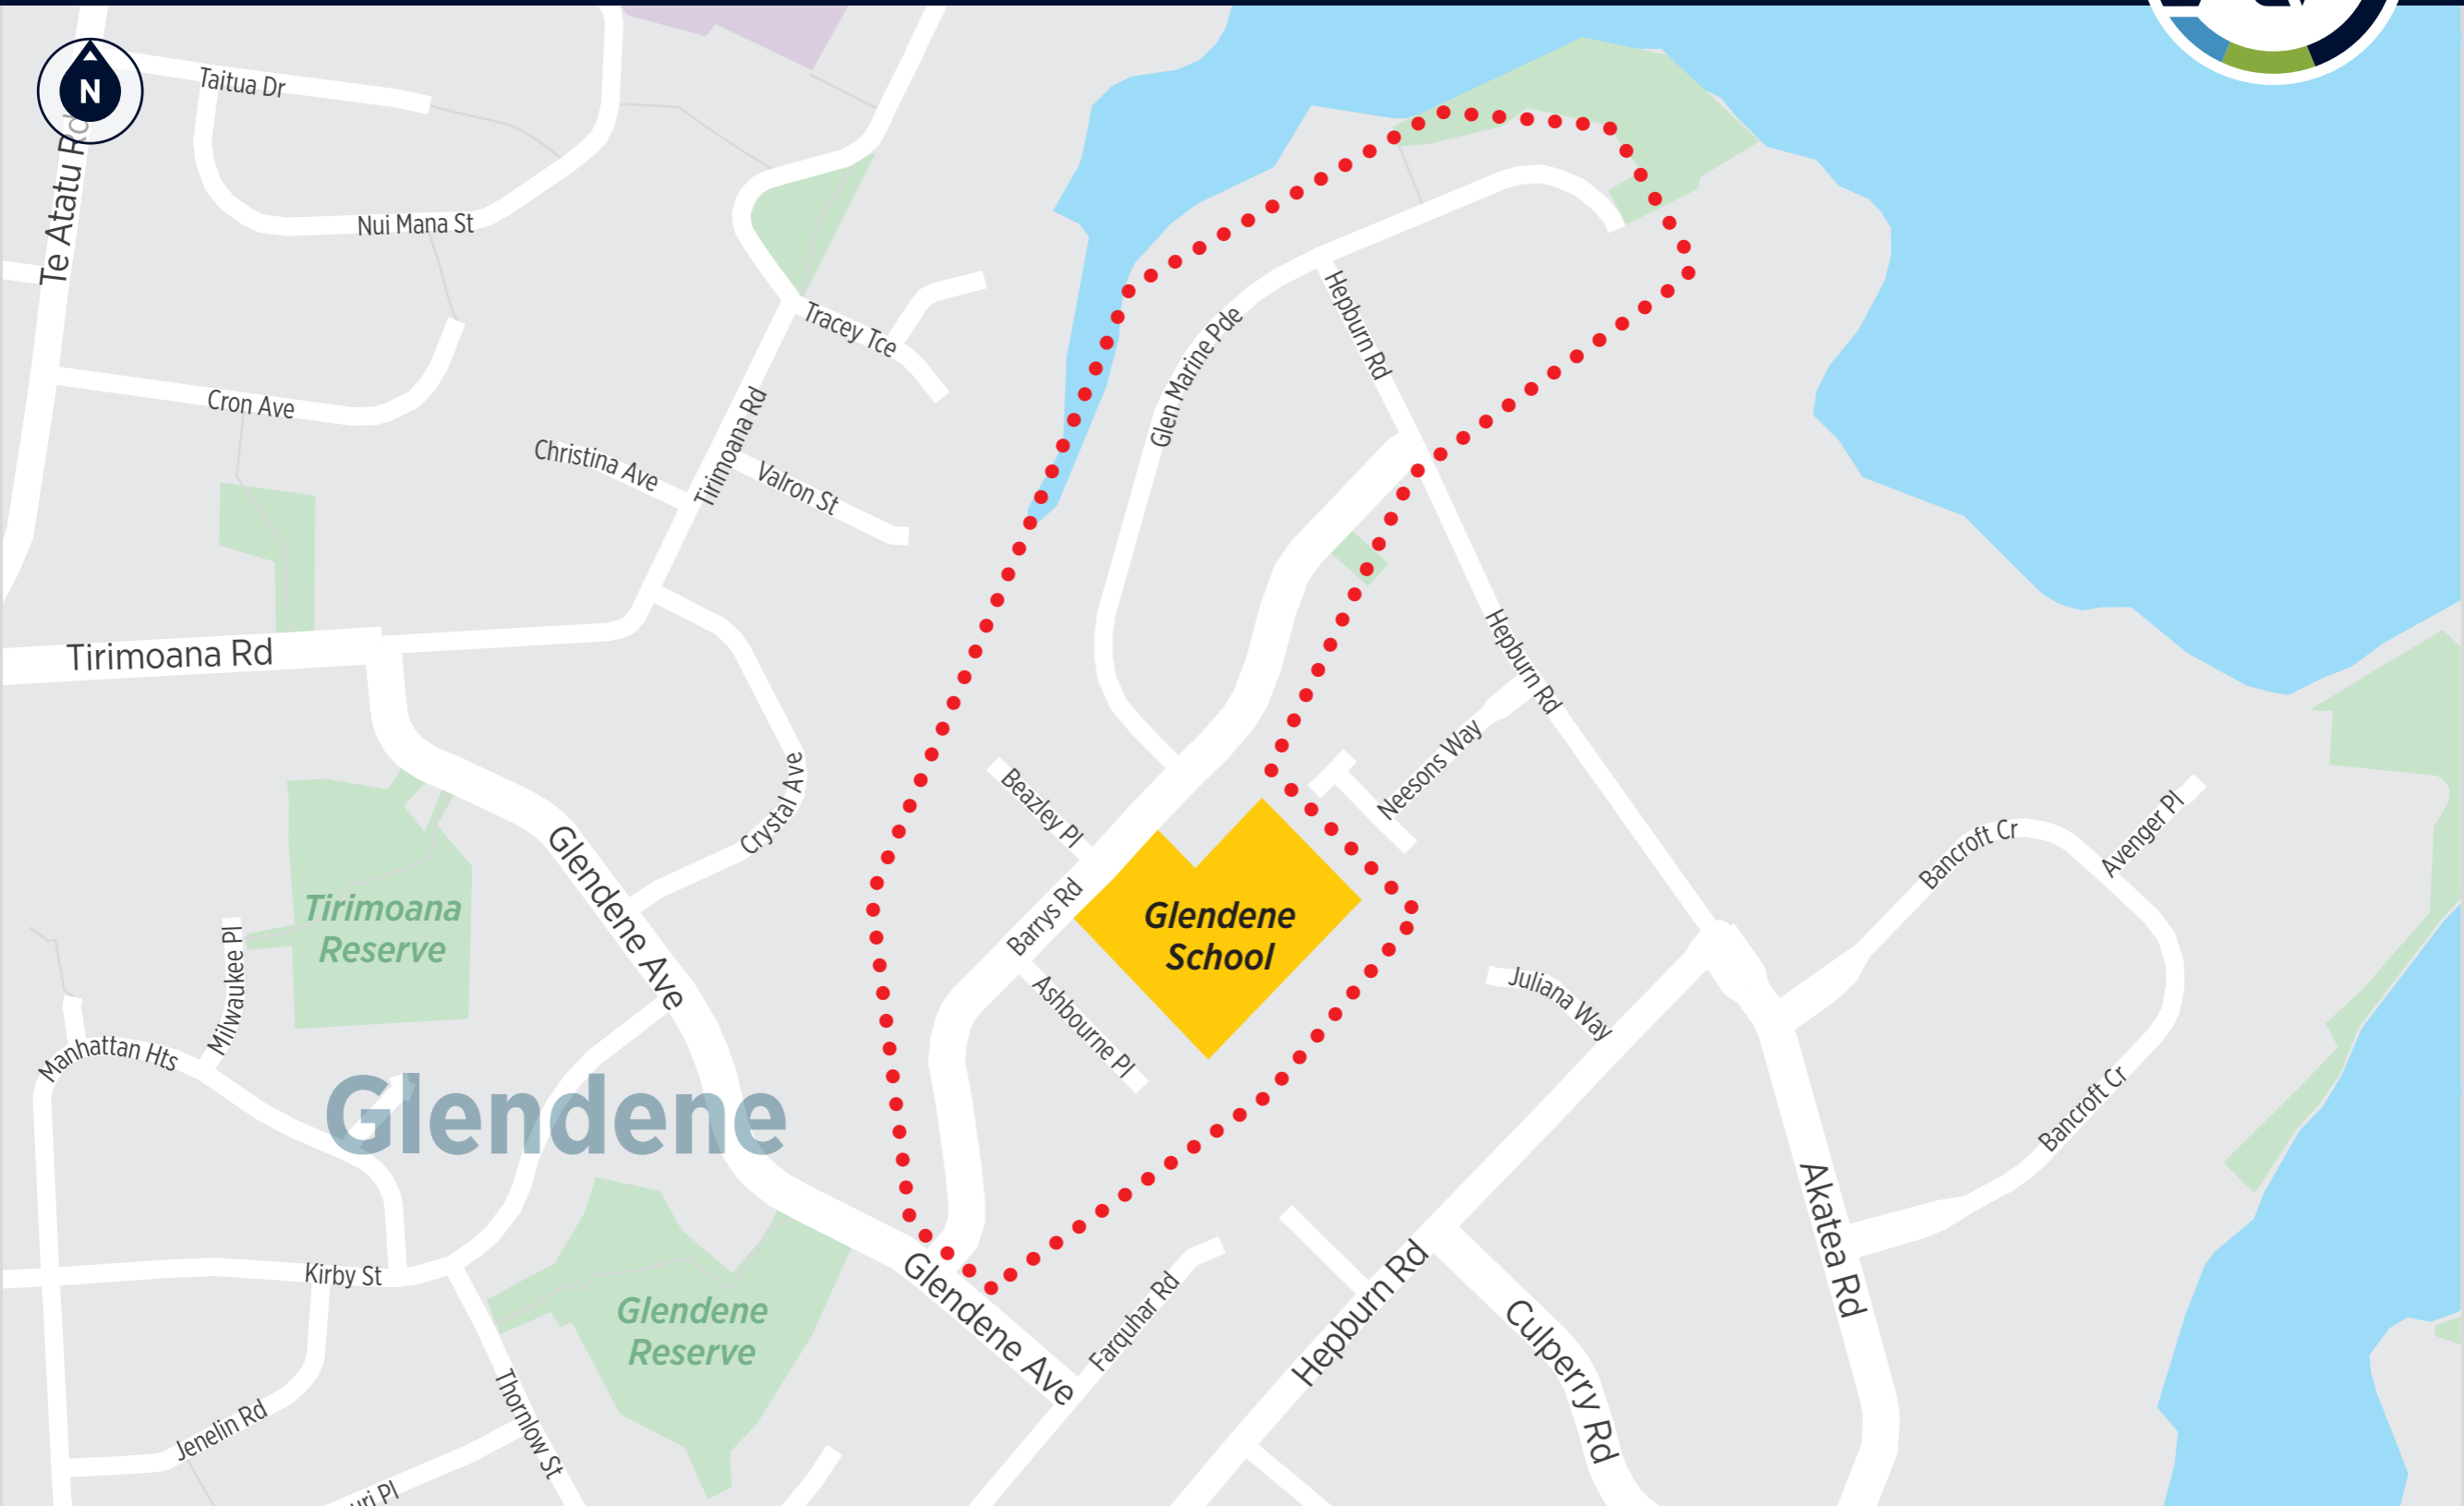 N
Taitua Dr
Te Atatu Rd
Nui Mana St
Tracey Tce
Hepburn Rd
Glen Marine Pde
Cron Ave
Tirimoana Rd
Christina Ave
Valron St
Tirimoana Rd
Hepburn Rd
Neesons Way
Beazley Pl
Crystal Ave
Glendene Ave
Bancroft Cr
Avenger Pl
Tirimoana
Reserve
Barrys Rd
Glendene
School
Milwaukee Pl
Juliana Way
Ashbourne Pl
Manhattan Hts
Glendene
Bancroft Cr
Akatea Rd
Kirby St
Glendene
Reserve
Glendene Ave
Farquhar Rd
Hepburn Rd
Culperry Rd
Thornlow St
Jenelin Rd
Pl